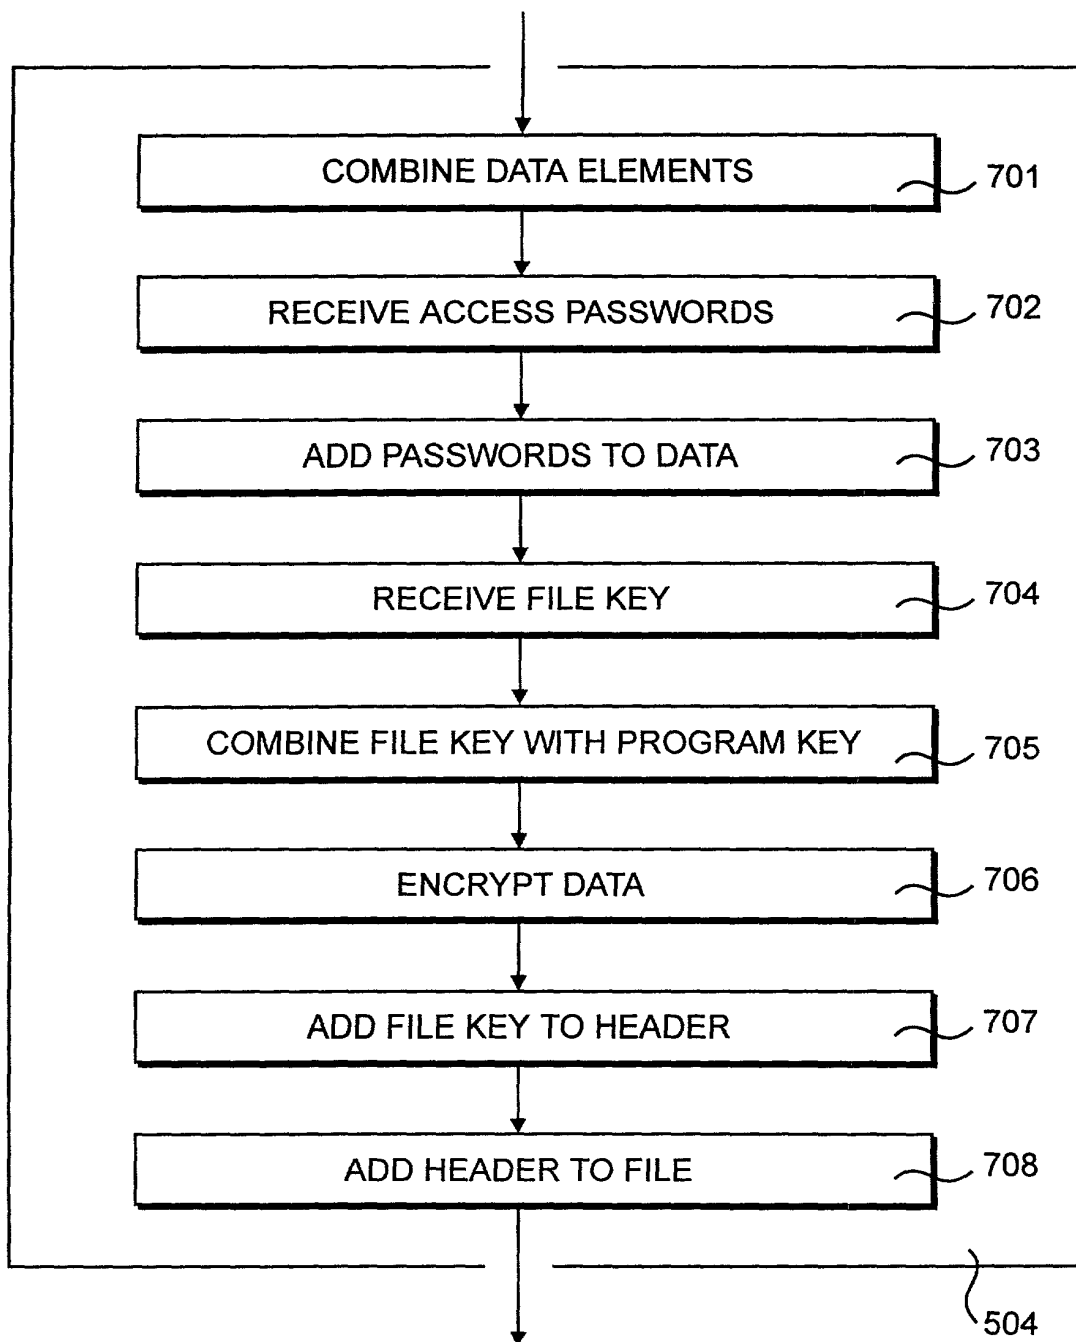 COMBINE DATA ELEMENTS
701
RECEIVE ACCESS PASSWORDS
702
ADD PASSWORDS TO DATA
703
RECEIVE FILE KEY
704
COMBINE FILE KEY WITH PROGRAM KEY
705
ENCRYPT DATA
706
ADD FILE KEY TO HEADER
707
ADD HEADER TO FILE
708
504